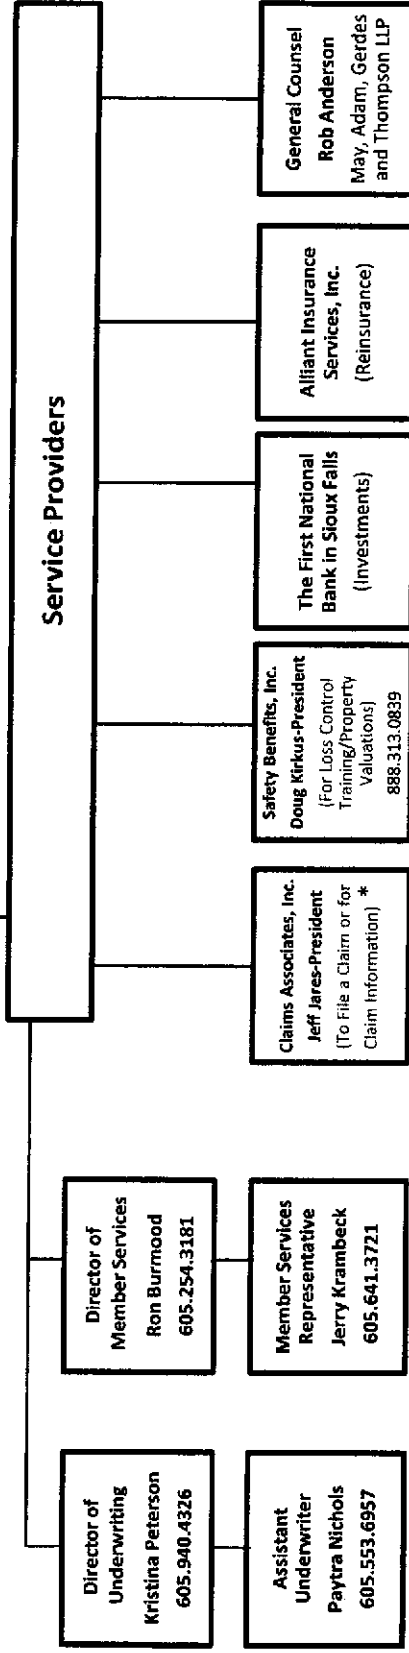 Service Providers
Director of
Underwriting
Kristina Peterson
605.940.4326
Director of
Member Services
Ron Burmood
605.254.3181
Assistant
Underwriter
Paytra Nichols
605.553.6957
Member Services
Representative
Jerry Krambeck
605.641.3721
Claims Associates, Inc.
Jeff Jares-President
(To File a Claim or for
Claim Information) *
Safety Benefits, Inc.
Doug Kirkus-President
(For Loss Control
Training/Property
Valuations)
888.313.0839
The First National
Bank in Sioux Falls
(Investments)
Alliant Insurance
Services, Inc.
(Reinsurance)
General Counsel
Rob Anderson
May, Adam, Gerdes
and Thompson LLP